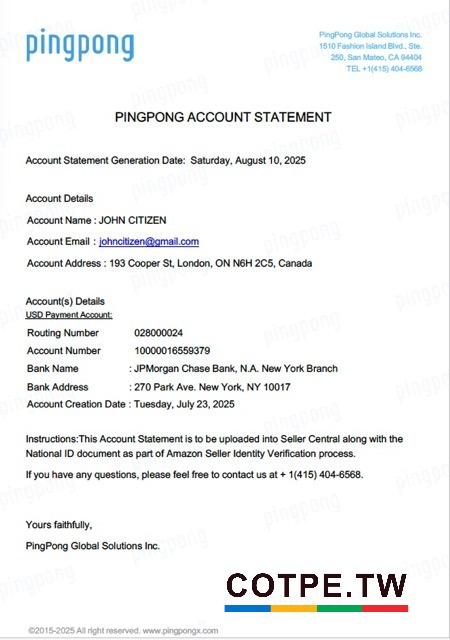 pingpong
PingPong Global Solutions Inc.
1510 Fashion Island Blvd., Ste.
250, San Mateo, CA 94404
TEL +1(415) 404-6568
PINGPONG ACCOUNT STATEMENT
Account Statement Generation Date: Saturday, August 10, 2025
Account Details
Account Name : JOHN CITIZEN
Account Email : johncitizen@gmail.com
Account Address : 193 Cooper St, London, ON N6H 2C5, Canada
Account(s) Details
USD Payment Account:
Routing Number 028000024
Account Number 10000016559379
Bank Name : JPMorgan Chase Bank, N.A. New York Branch
Bank Address : 270 Park Ave. New York, NY 10017
Account Creation Date : Tuesday, July 23, 2025
Instructions:This Account Statement is to be uploaded into Seller Central along with the
National ID document as part of Amazon Seller Identity Verification process.
If you have any questions, please feel free to contact us at + 1(415) 404-6568.
Yours faithfully,
PingPong Global Solutions Inc.
COTPE.TW
©2015-2025 All right reserved. www.pingpongx.com